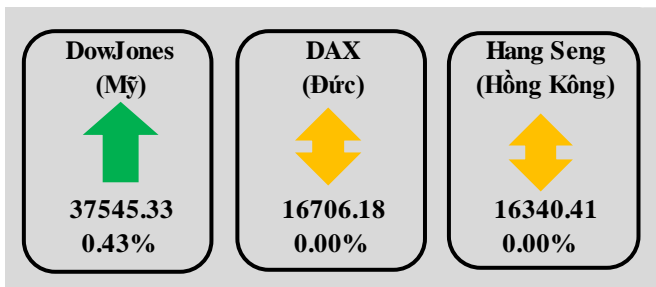 DowJones
(Mỹ)
37545.33
0.43%
DAX
(Đức)
16706.18
0.00%
Hang Seng
(Hồng Kông)
16340.41
0.00%